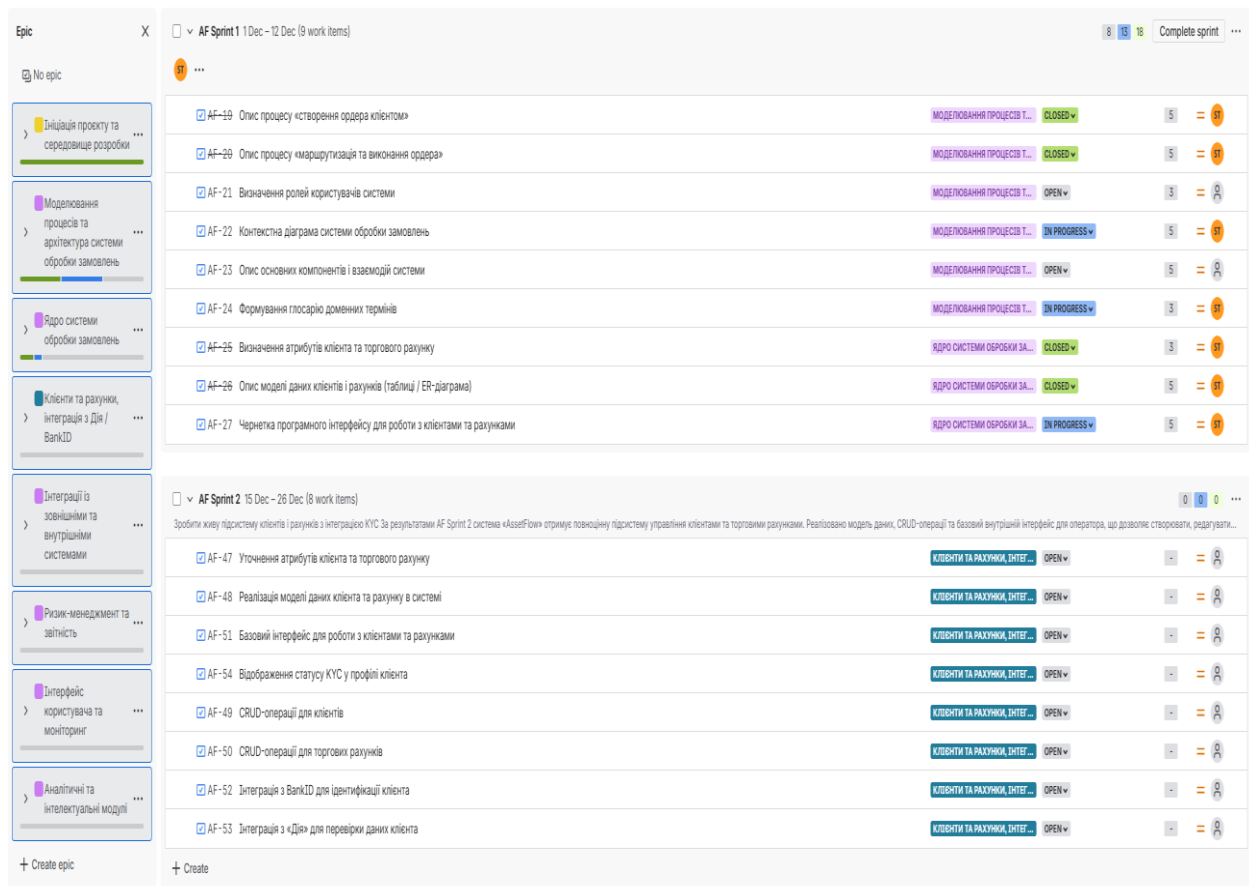 Epic X
No epic
Ініціація проєкту та
середовище розробки
Моделювання
процесів та
архітектура системи
обробки замовлень
Ядро системи
обробки замовлень
Клієнти та рахунки,
інтеграція з Дія /
BankID
Інтеграції із
зовнішніми та
внутрішніми
системами
Ризик-менеджмент та
звітність
Інтерфейс
користувача та
моніторинг
Аналітичні та
інтелектуальні модулі
+ Create epic
AF Sprint 1 1 Dec – 12 Dec (9 work items) 8 13 18 Complete sprint ...
ST ...
AF-19 Опис процесу «створення ордера клієнтом» МОДЕЛЮВАННЯ ПРОЦЕСІВ Т... CLOSED 5 ST
AF-20 Опис процесу «маршрутизація та виконання ордера» МОДЕЛЮВАННЯ ПРОЦЕСІВ Т... CLOSED 5 ST
AF-21 Визначення ролей користувачів системи МОДЕЛЮВАННЯ ПРОЦЕСІВ Т... OPEN 3
AF-22 Контекстна діаграма системи обробки замовлень МОДЕЛЮВАННЯ ПРОЦЕСІВ Т... IN PROGRESS 5 ST
AF-23 Опис основних компонентів і взаємодій системи МОДЕЛЮВАННЯ ПРОЦЕСІВ Т... OPEN 5
AF-24 Формування глосарію доменних термінів МОДЕЛЮВАННЯ ПРОЦЕСІВ Т... IN PROGRESS 3 ST
AF-25 Визначення атрибутів клієнта та торгового рахунку ЯДРО СИСТЕМИ ОБРОБКИ ЗА... CLOSED 3 ST
AF-26 Опис моделі даних клієнтів і рахунків (таблиці / ER-діаграма) ЯДРО СИСТЕМИ ОБРОБКИ ЗА... CLOSED 5 ST
AF-27 Чернетка програмного інтерфейсу для роботи з клієнтами та рахунками ЯДРО СИСТЕМИ ОБРОБКИ ЗА... IN PROGRESS 5 ST
AF Sprint 2 15 Dec – 26 Dec (8 work items) 0 0 0 ...
Зробити живу підсистему клієнтів і рахунків з інтеграцією KYC За результатами AF Sprint 2 система «AssetFlow» отримує повноцінну підсистему управління клієнтами та торговими рахунками. Реалізовано модель даних, CRUD-операції та базовий внутрішній інтерфейс для оператора, що дозволяє створювати, редагувати...
AF-47 Уточнення атрибутів клієнта та торгового рахунку КЛІЄНТИ ТА РАХУНКИ, ІНТЕГ... OPEN -
AF-48 Реалізація моделі даних клієнта та рахунку в системі КЛІЄНТИ ТА РАХУНКИ, ІНТЕГ... OPEN -
AF-51 Базовий інтерфейс для роботи з клієнтами та рахунками КЛІЄНТИ ТА РАХУНКИ, ІНТЕГ... OPEN -
AF-54 Відображення статусу KYC у профілі клієнта КЛІЄНТИ ТА РАХУНКИ, ІНТЕГ... OPEN -
AF-49 CRUD-операції для клієнтів КЛІЄНТИ ТА РАХУНКИ, ІНТЕГ... OPEN -
AF-50 CRUD-операції для торгових рахунків КЛІЄНТИ ТА РАХУНКИ, ІНТЕГ... OPEN -
AF-52 Інтеграція з BankID для ідентифікації клієнта КЛІЄНТИ ТА РАХУНКИ, ІНТЕГ... OPEN -
AF-53 Інтеграція з «Дія» для перевірки даних клієнта КЛІЄНТИ ТА РАХУНКИ, ІНТЕГ... OPEN -
+ Create